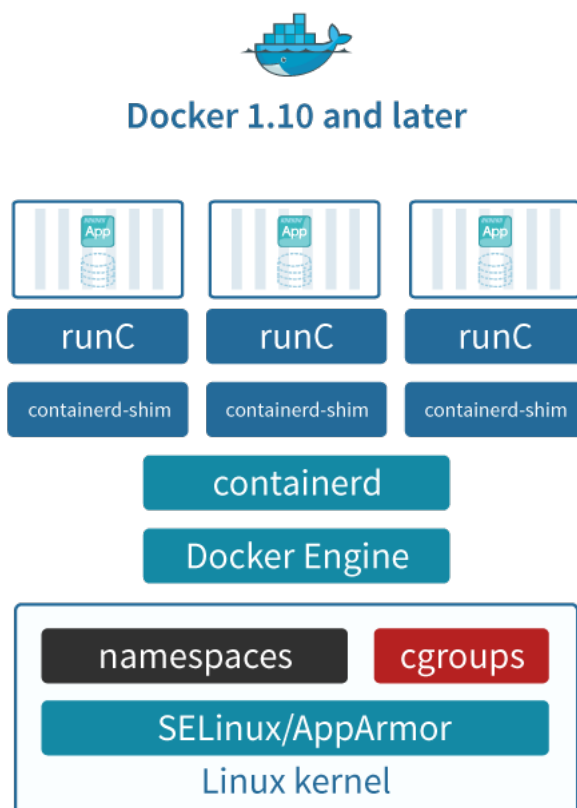 Docker 1.10 and later
App App App
runC runC runC
containerd-shim containerd-shim containerd-shim
containerd
Docker Engine
namespaces cgroups
SELinux/AppArmor
Linux kernel